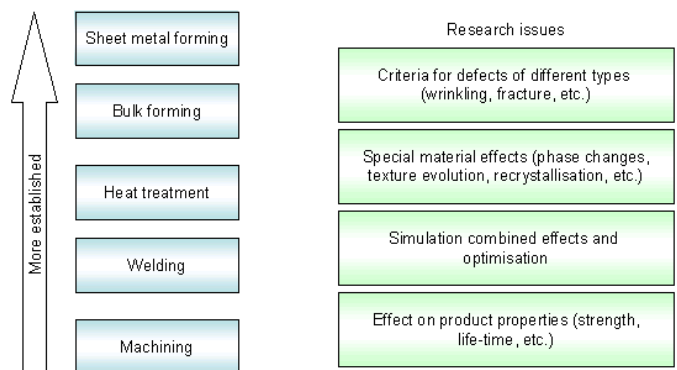 More established
Sheet metal forming
Bulk forming
Heat treatment
Welding
Machining
Research issues
Criteria for defects of different types
(wrinkling, fracture, etc.)
Special material effects (phase changes,
texture evolution, recrystallisation, etc.)
Simulation combined effects and
optimisation
Effect on product properties (strength,
life-time, etc.)